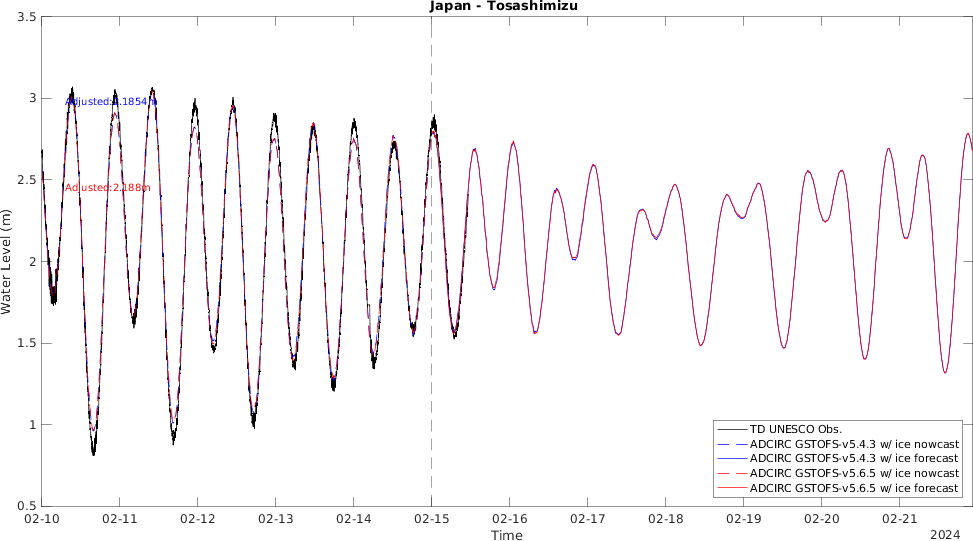 Japan - Tosashimizu
3.5
3
2.5
2
1.5
1
0.5
Water Level (m)
Adjusted:2.188m
TD UNESCO Obs.
ADCIRC GSTOFS-v5.4.3 w/ ice nowcast
ADCIRC GSTOFS-v5.4.3 w/ ice forecast
ADCIRC GSTOFS-v5.6.5 w/ ice nowcast
ADCIRC GSTOFS-v5.6.5 w/ ice forecast
02-10 02-11 02-12 02-13 02-14 02-15 02-16 02-17 02-18 02-19 02-20 02-21
Time
2024